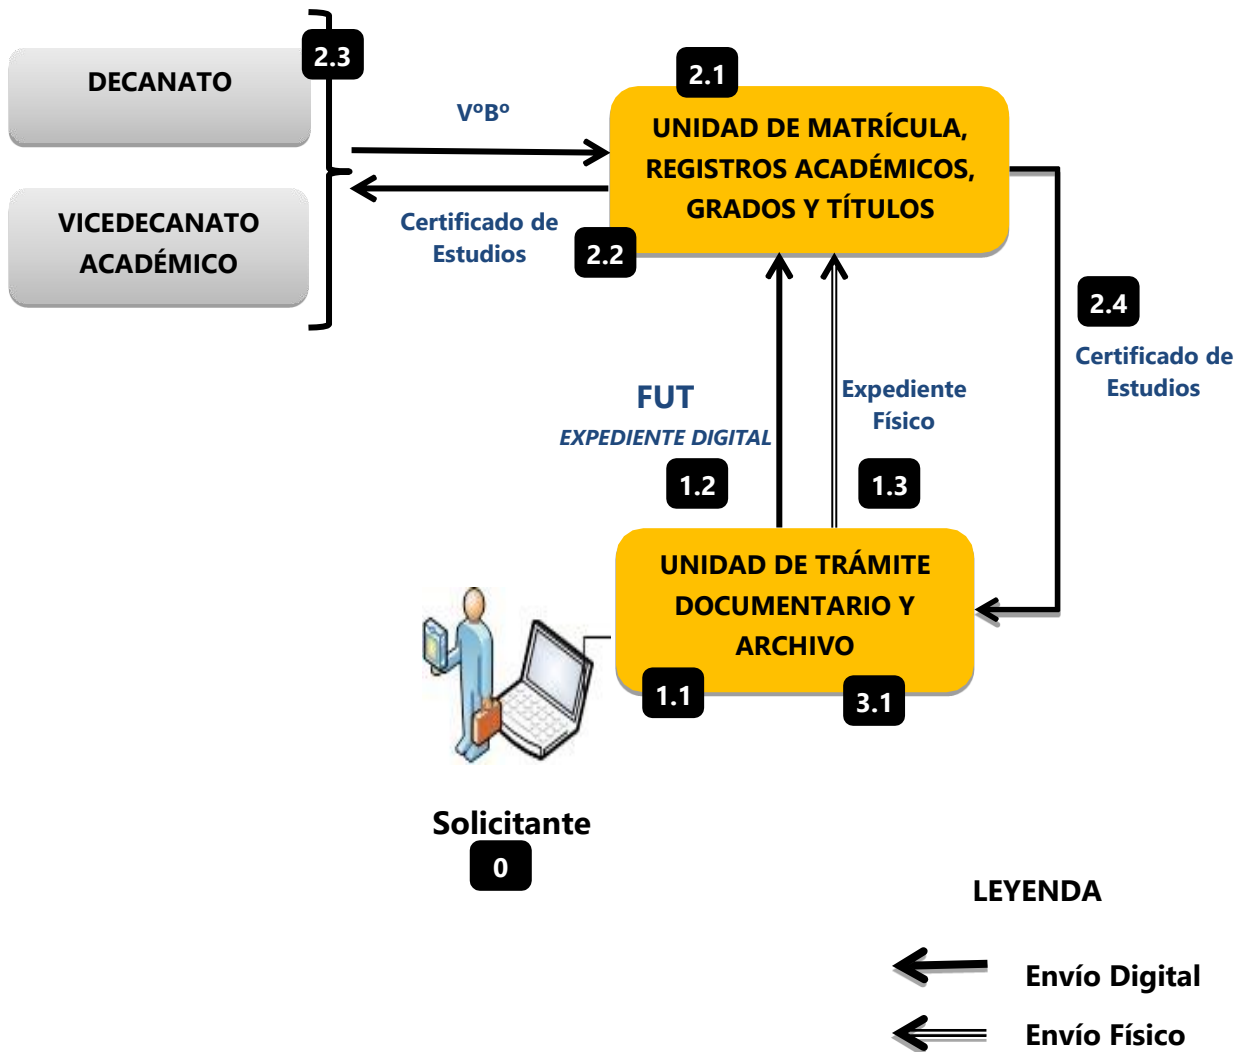 2.3
DECANATO
VICEDECANATO
ACADÉMICO
VºBº
Certificado de
Estudios
2.2
2.1
UNIDAD DE MATRÍCULA,
REGISTROS ACADÉMICOS,
GRADOS Y TÍTULOS
2.4
Certificado de
Estudios
FUT
EXPEDIENTE DIGITAL
1.2
Expediente
Físico
1.3
UNIDAD DE TRÁMITE
DOCUMENTARIO Y
ARCHIVO
1.1
3.1
Solicitante
0
LEYENDA
Envío Digital
Envío Físico